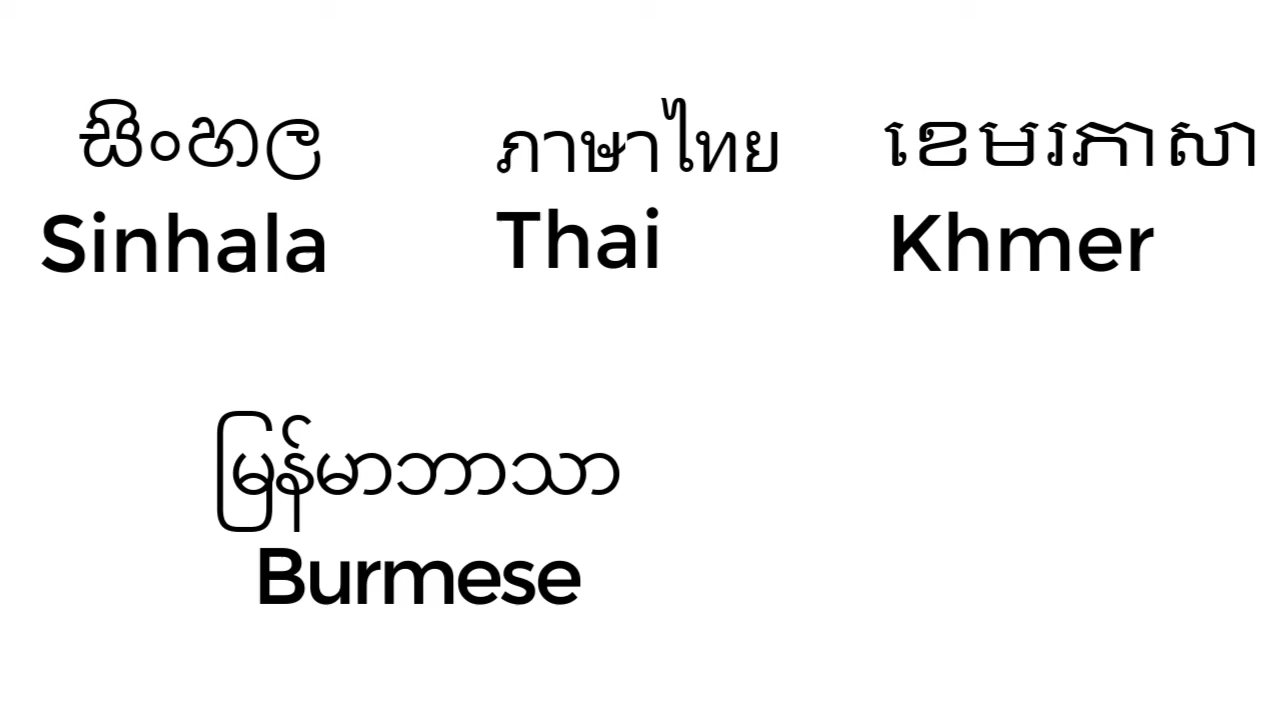 සිංහල
ภาษาไทย
ខេមរភាសា
Sinhala
Thai
Khmer
မြန်မာဘာသာ
Burmese